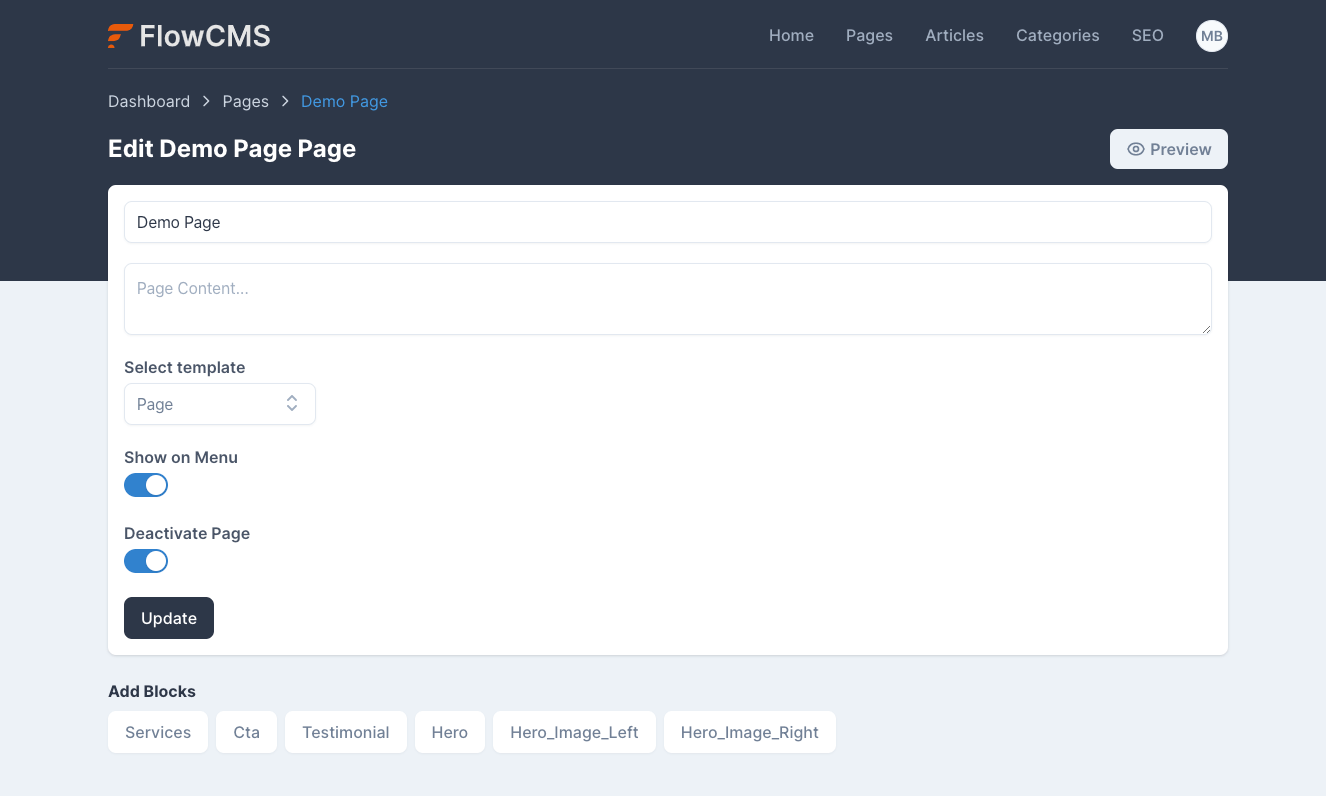 FlowCMS
Home Pages Articles Categories SEO MB
Dashboard Pages Demo Page
Edit Demo Page Page
Preview
Demo Page
Page Content...
Select template
Page
Show on Menu
Deactivate Page
Update
Add Blocks
Services Cta Testimonial Hero Hero_Image_Left Hero_Image_Right